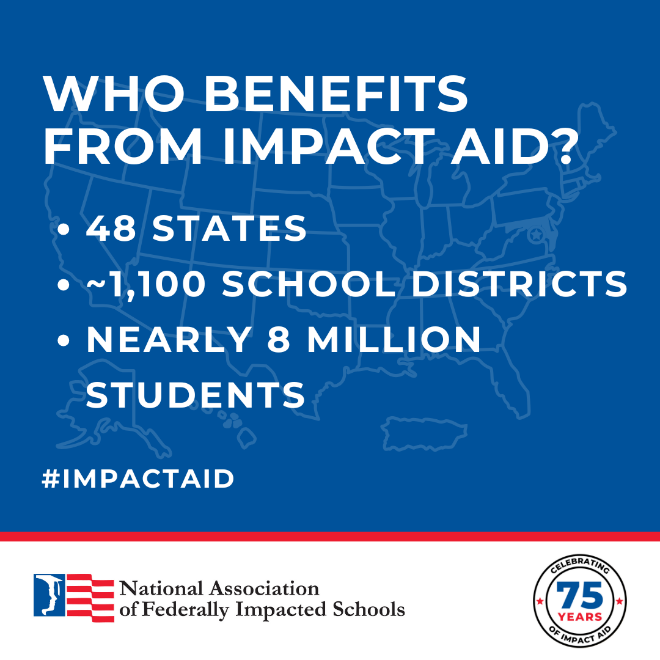 WHO BENEFITS
FROM IMPACT AID?
• 48 STATES
• ~1,100 SCHOOL DISTRICTS
• NEARLY 8 MILLION
STUDENTS
#IMPACTAID
National Association
of Federally Impacted Schools
CELEBRATING
75
YEARS
OF IMPACT AID